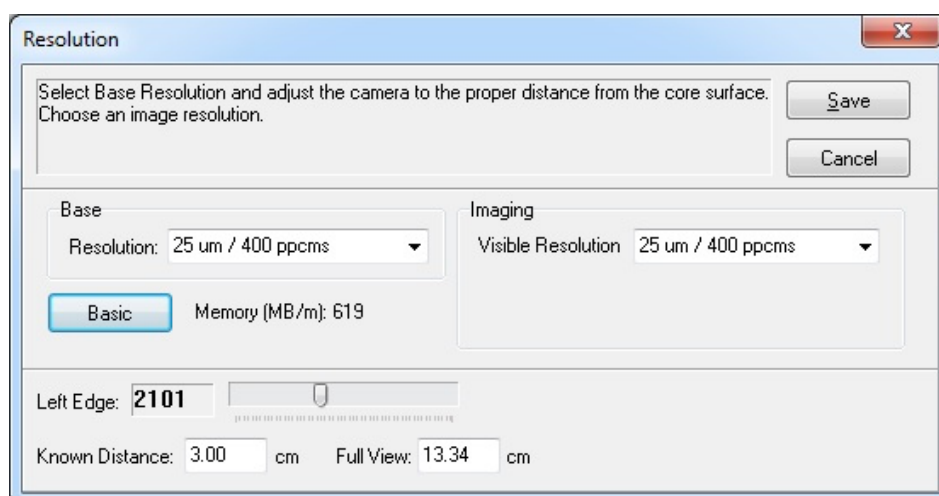 Resolution
Select Base Resolution and adjust the camera to the proper distance from the core surface.
Choose an image resolution.
Save
Cancel
Base
Resolution: 25 um / 400 ppcms
Imaging
Visible Resolution 25 um / 400 ppcms
Basic Memory (MB/m): 619
Left Edge: 2101
Known Distance: 3.00 cm Full View: 13.34 cm